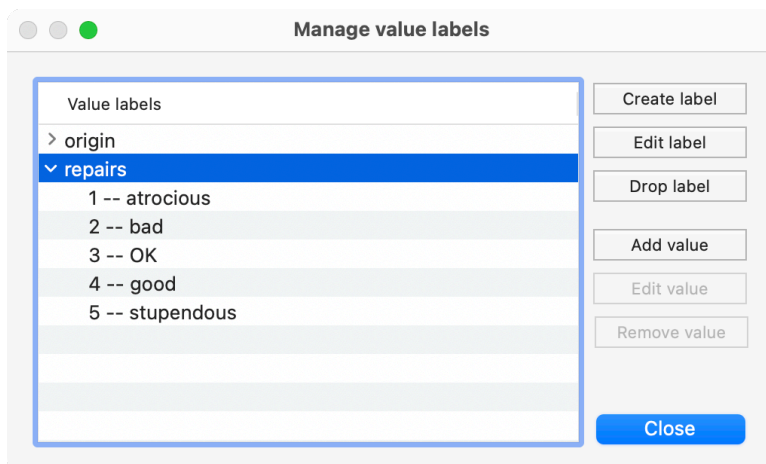 Manage value labels
Value labels
origin
repairs
1 -- atrocious
2 -- bad
3 -- OK
4 -- good
5 -- stupendous
Create label
Edit label
Drop label
Add value
Edit value
Remove value
Close